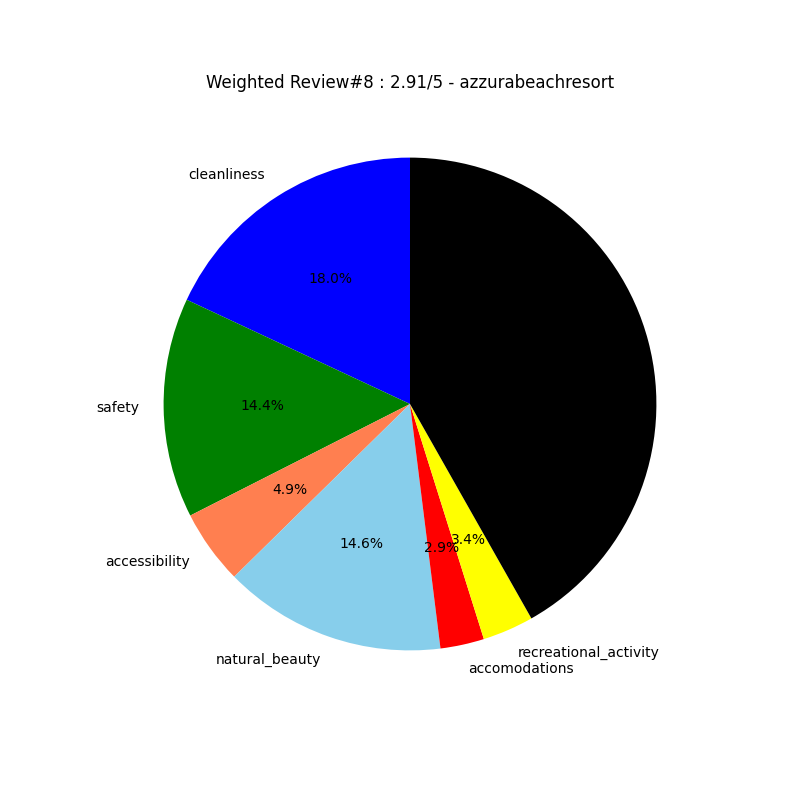 Weighted Review#8 : 2.91/5 - azzurabeachresort
cleanliness
18.0%
safety
14.4%
4.9%
accessibility
14.6%
natural_beauty
2.9%
3.4%
recreational_activity
accomodations